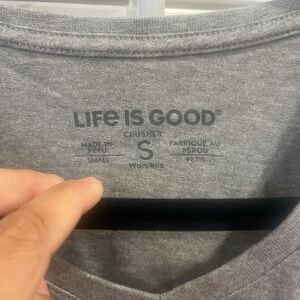 LIFE IS GOOD®
CRUSHER
MADE IN
PERU
SMALL
S
Womens
FABRIQUÉ AU
PÉROU
PETIT